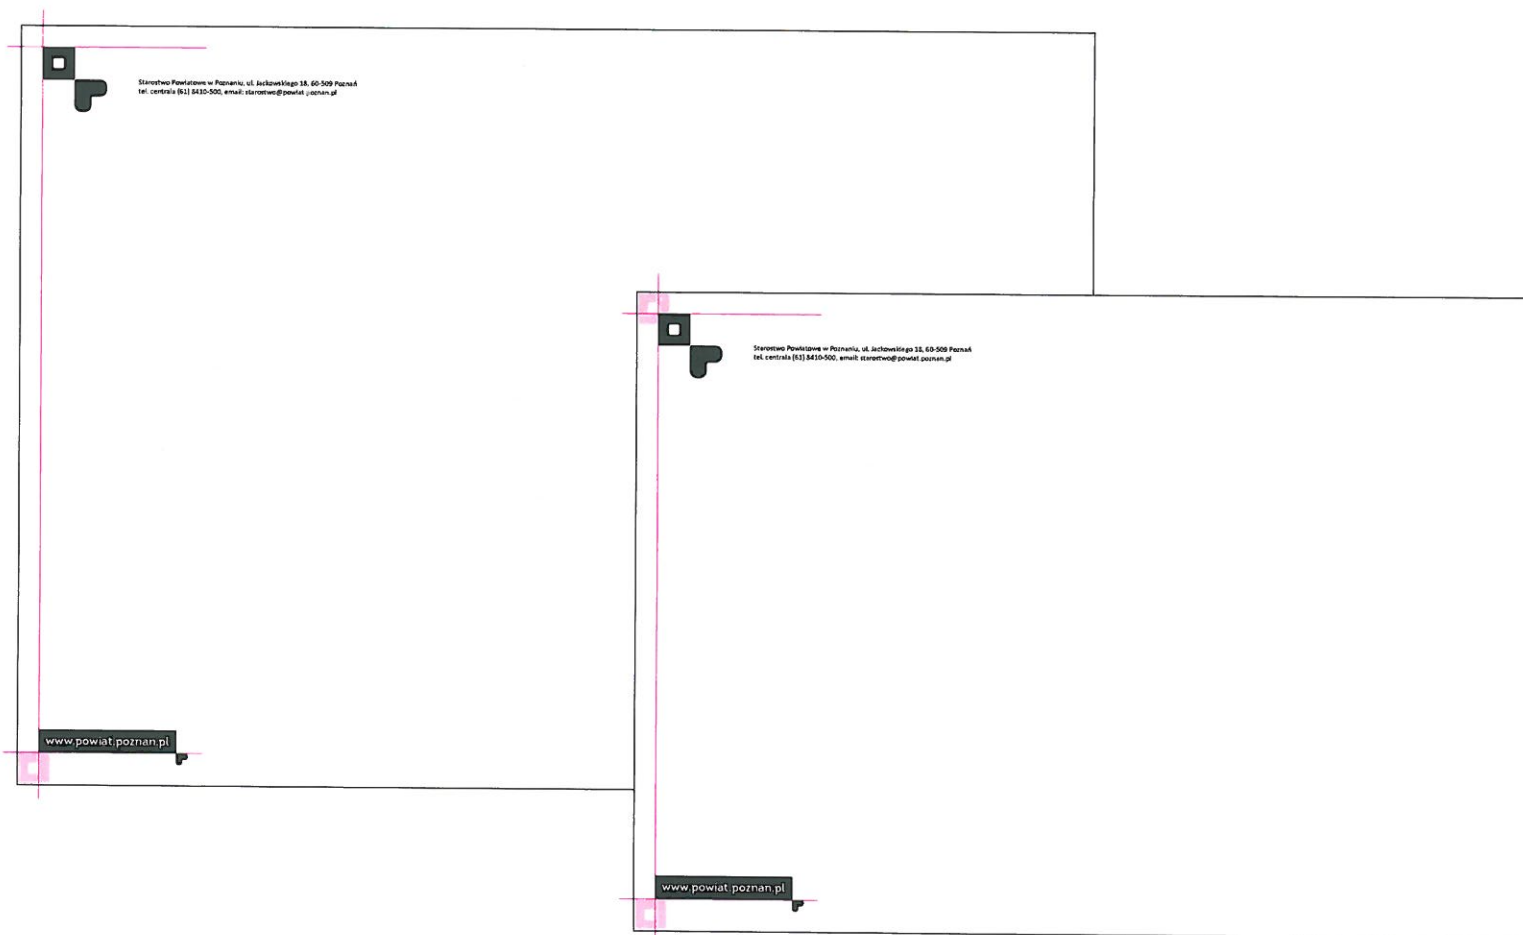 Starostwo Powiatowe w Poznaniu, ul. Jackowskiego 18, 60-509 Poznań
tel. centrala (61) 8410-500, email: starostwo@powiat.poznan.pl
www.powiat.poznan.pl
Starostwo Powiatowe w Poznaniu, ul. Jackowskiego 18, 60-509 Poznań
tel. centrala (61) 8410-500, email: starostwo@powiat.poznan.pl
www.powiat.poznan.pl